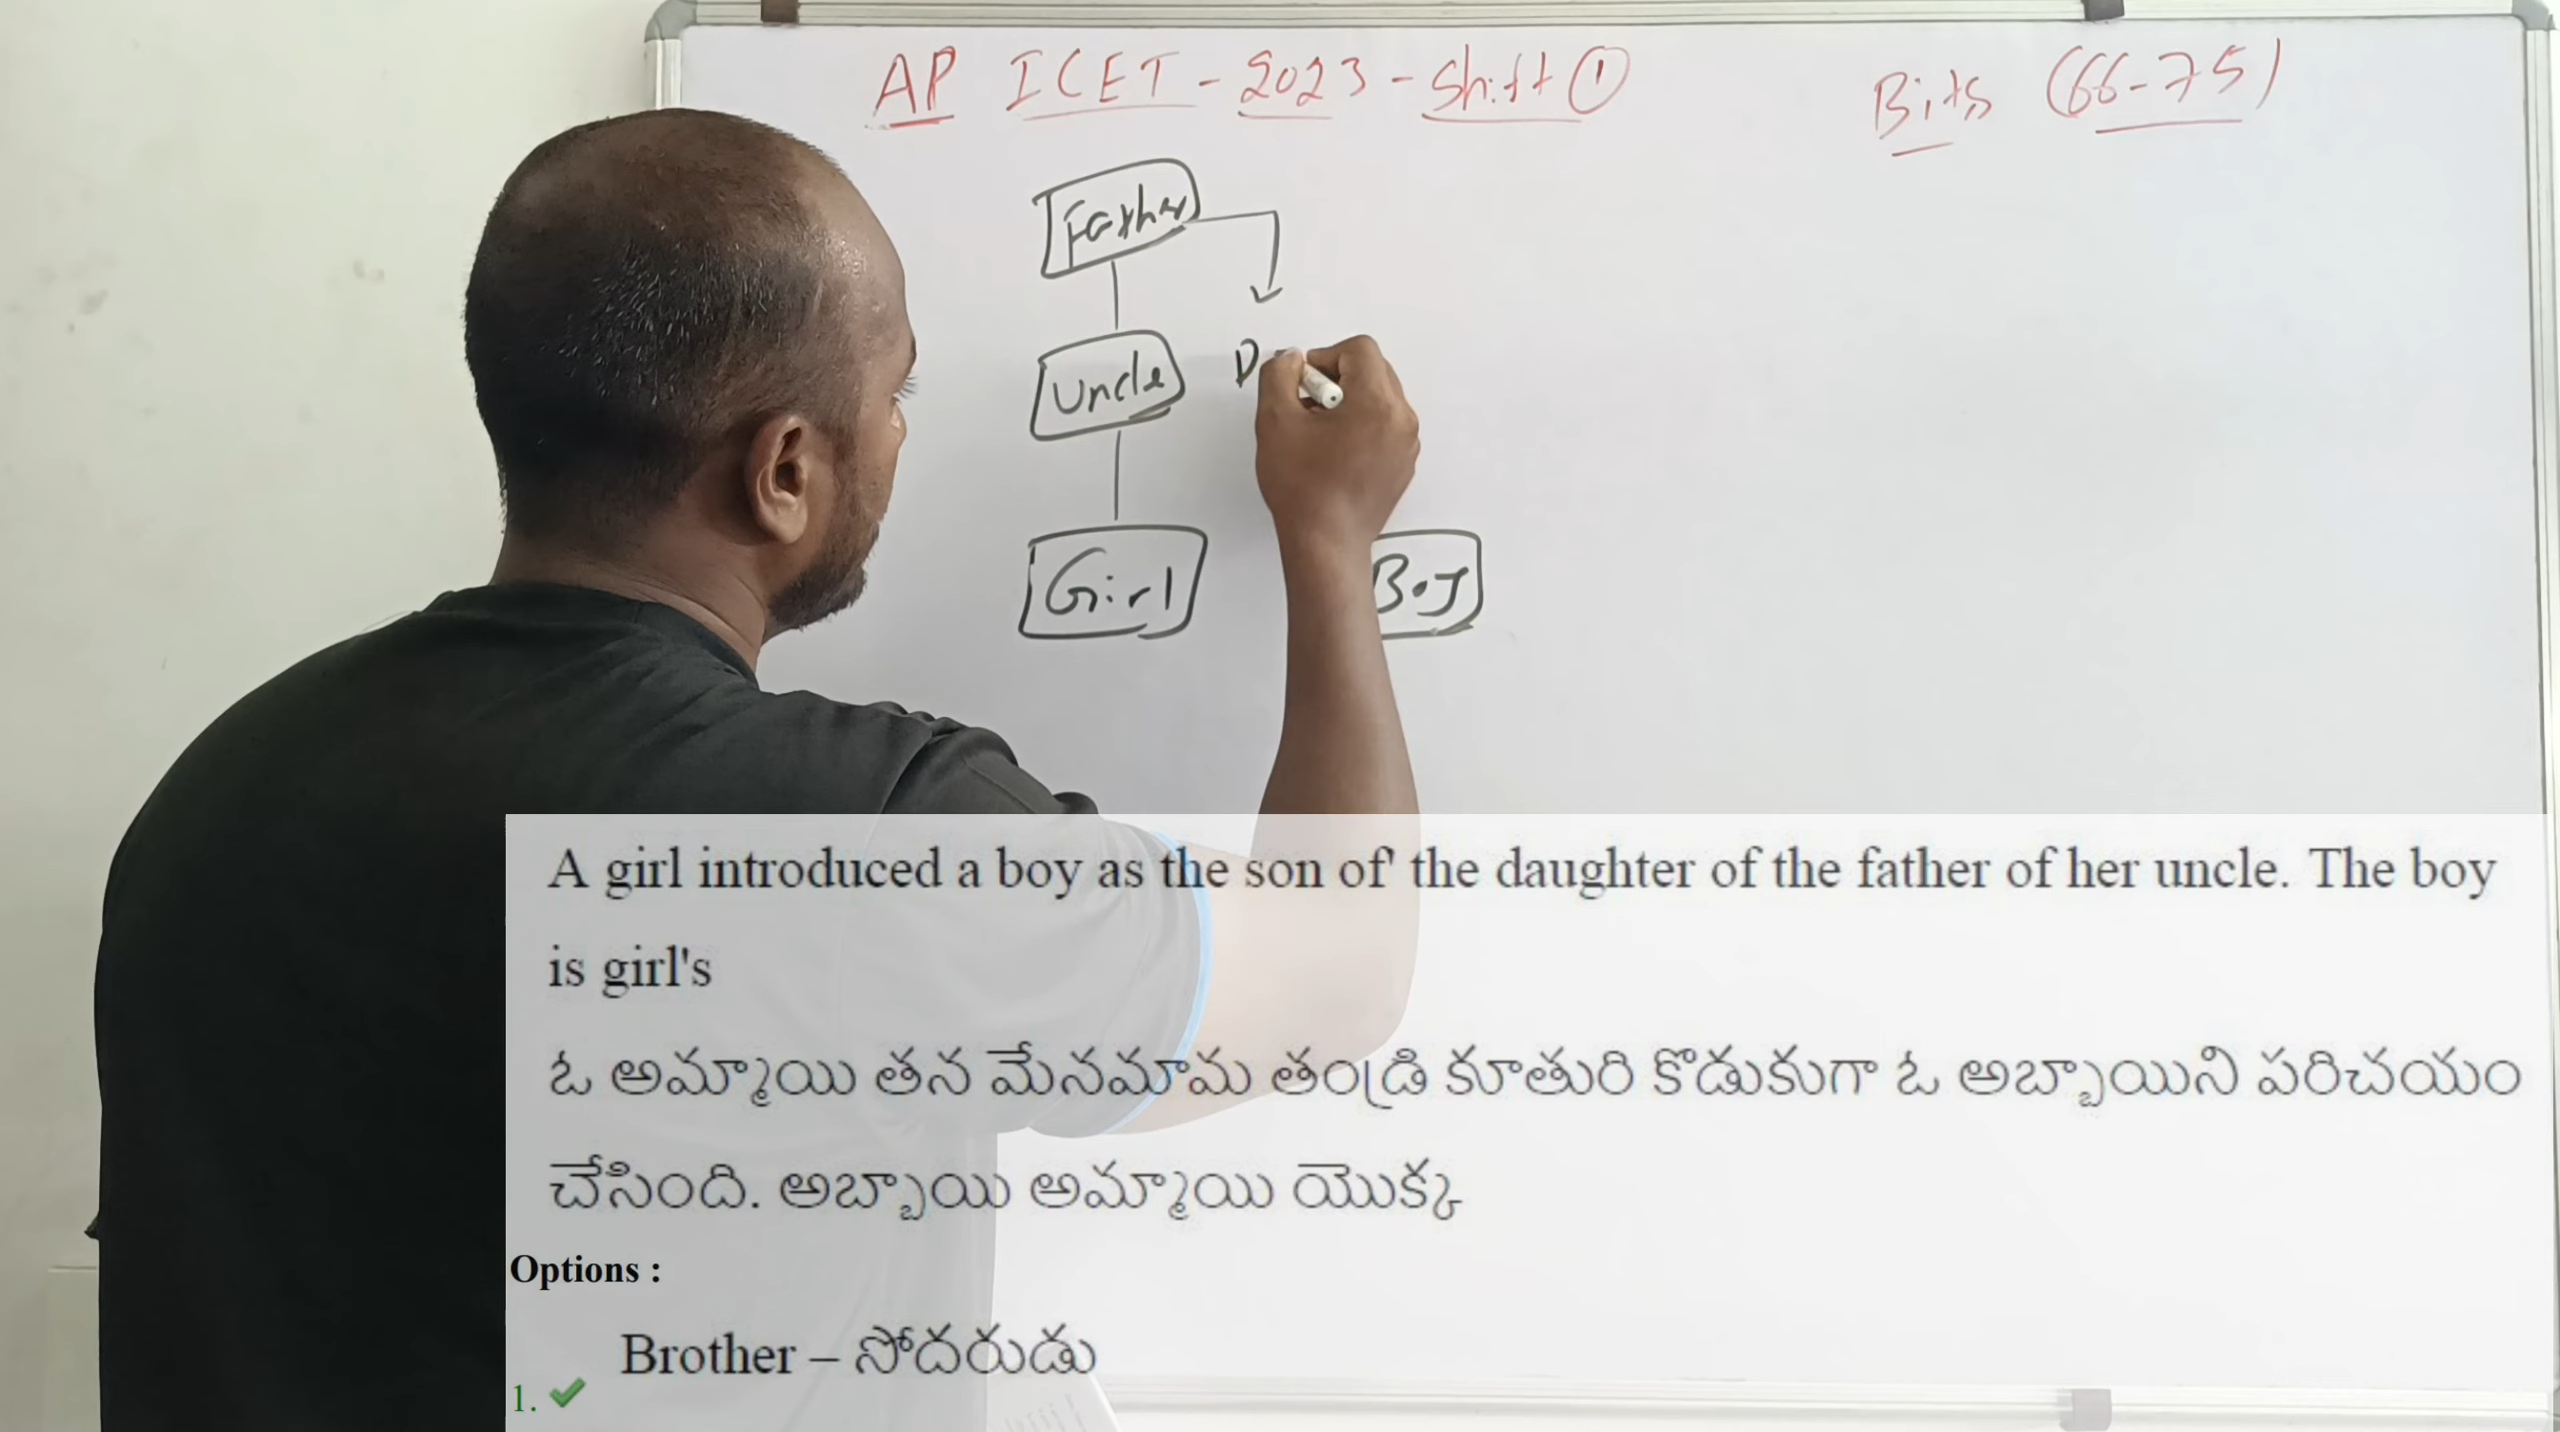 AP ICET - 2023 - Shift ①
Bits (66-75)
Father
Uncle
D
Girl
Boy
A girl introduced a boy as the son of' the daughter of the father of her uncle. The boy
is girl's
ఓ అమ్మాయి తన మేనమామ తండ్రి కూతురి కొడుకుగా ఓ అబ్బాయిని పరిచయం
చేసింది. అబ్బాయి అమ్మాయి యొక్క
Options :
Brother – సోదరుడు
1.